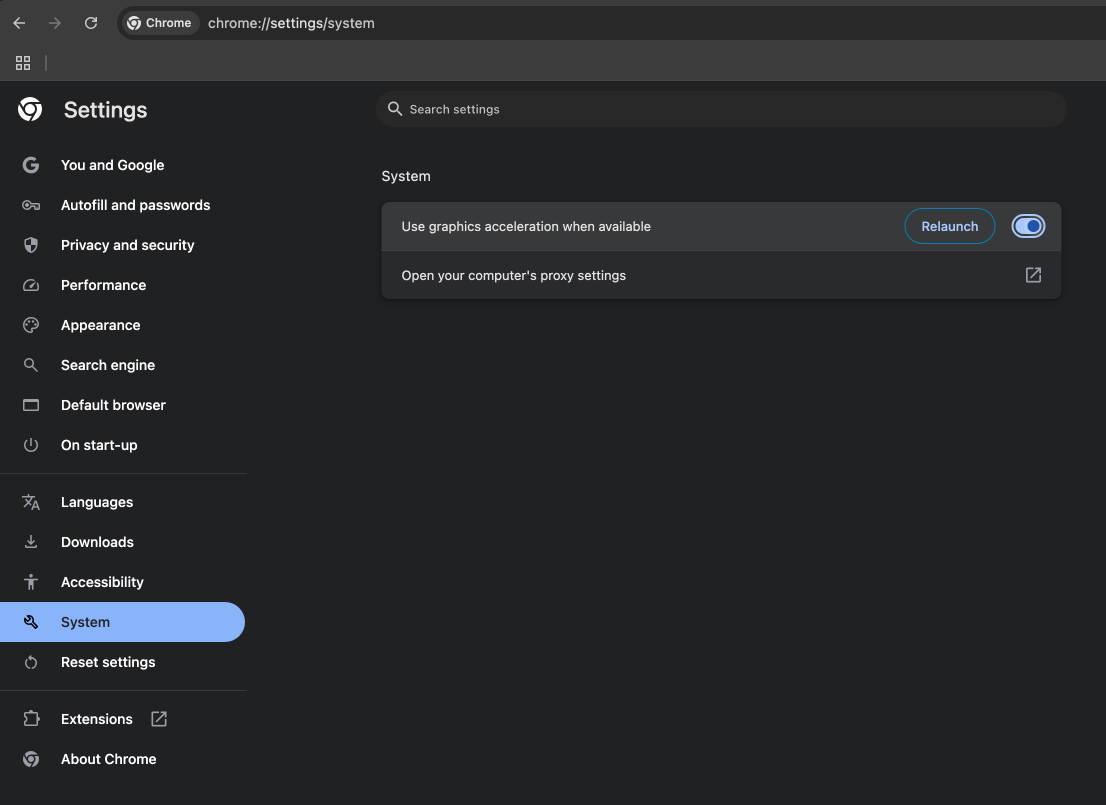 Chrome chrome://settings/system
Settings
Search settings
You and Google
Autofill and passwords
Privacy and security
Performance
Appearance
Search engine
Default browser
On start-up
Languages
Downloads
Accessibility
System
Reset settings
Extensions
About Chrome
System
Use graphics acceleration when available Relaunch
Open your computer's proxy settings